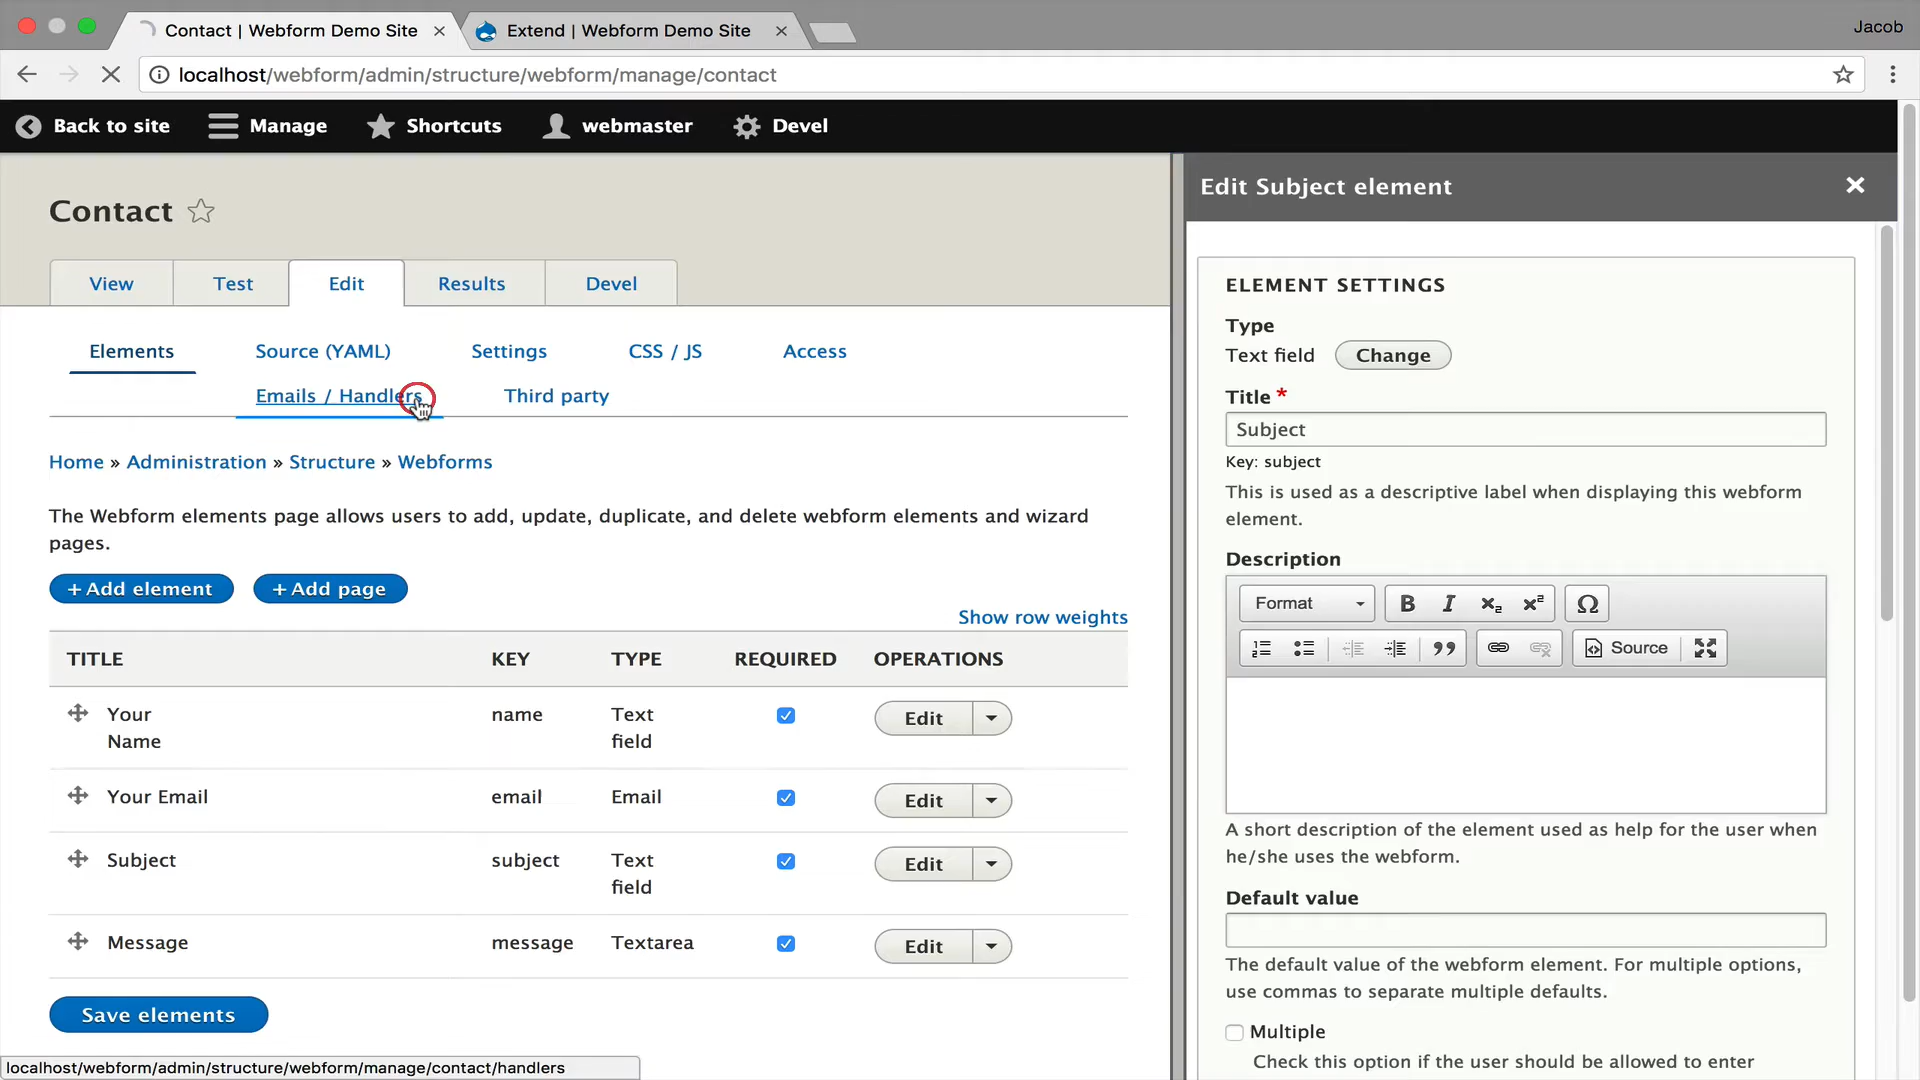 Contact | Webform Demo Site
Extend | Webform Demo Site
Jacob
localhost/webform/admin/structure/webform/manage/contact
Back to site
Manage
Shortcuts
webmaster
Devel
Contact
View
Test
Edit
Results
Devel
Elements
Source (YAML)
Settings
CSS / JS
Access
Emails / Handlers
Third party
Home » Administration » Structure » Webforms
The Webform elements page allows users to add, update, duplicate, and delete webform elements and wizard
pages.
+ Add element
+ Add page
Show row weights
TITLE KEY TYPE REQUIRED OPERATIONS
Your
Name
name
Text
field
Edit
Your Email
email
Email
Edit
Subject
subject
Text
field
Edit
Message
message
Textarea
Edit
Save elements
localhost/webform/admin/structure/webform/manage/contact/handlers
Edit Subject element
ELEMENT SETTINGS
Type
Text field
Change
Title *
Subject
Key: subject
This is used as a descriptive label when displaying this webform
element.
Description
Format
B I x₂ x² Ω
Source
A short description of the element used as help for the user when
he/she uses the webform.
Default value
The default value of the webform element. For multiple options,
use commas to separate multiple defaults.
Multiple
Check this option if the user should be allowed to enter